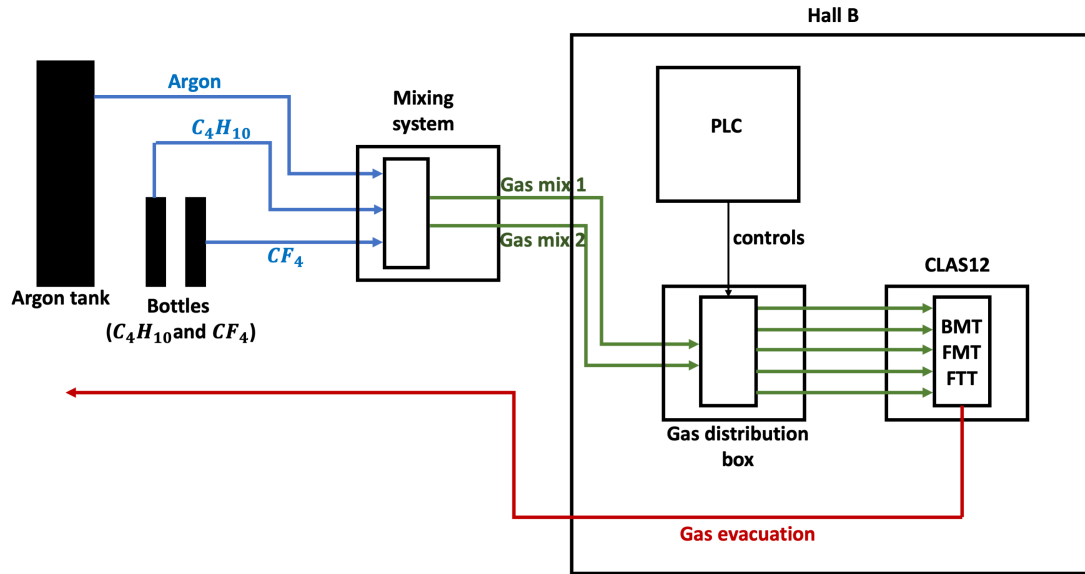 Hall B
Argon
C₄H₁₀
CF₄
Argon tank
Bottles
(C₄H₁₀ and CF₄)
Mixing
system
Gas mix 1
Gas mix 2
PLC
controls
CLAS12
BMT
FMT
FTT
Gas distribution
box
Gas evacuation